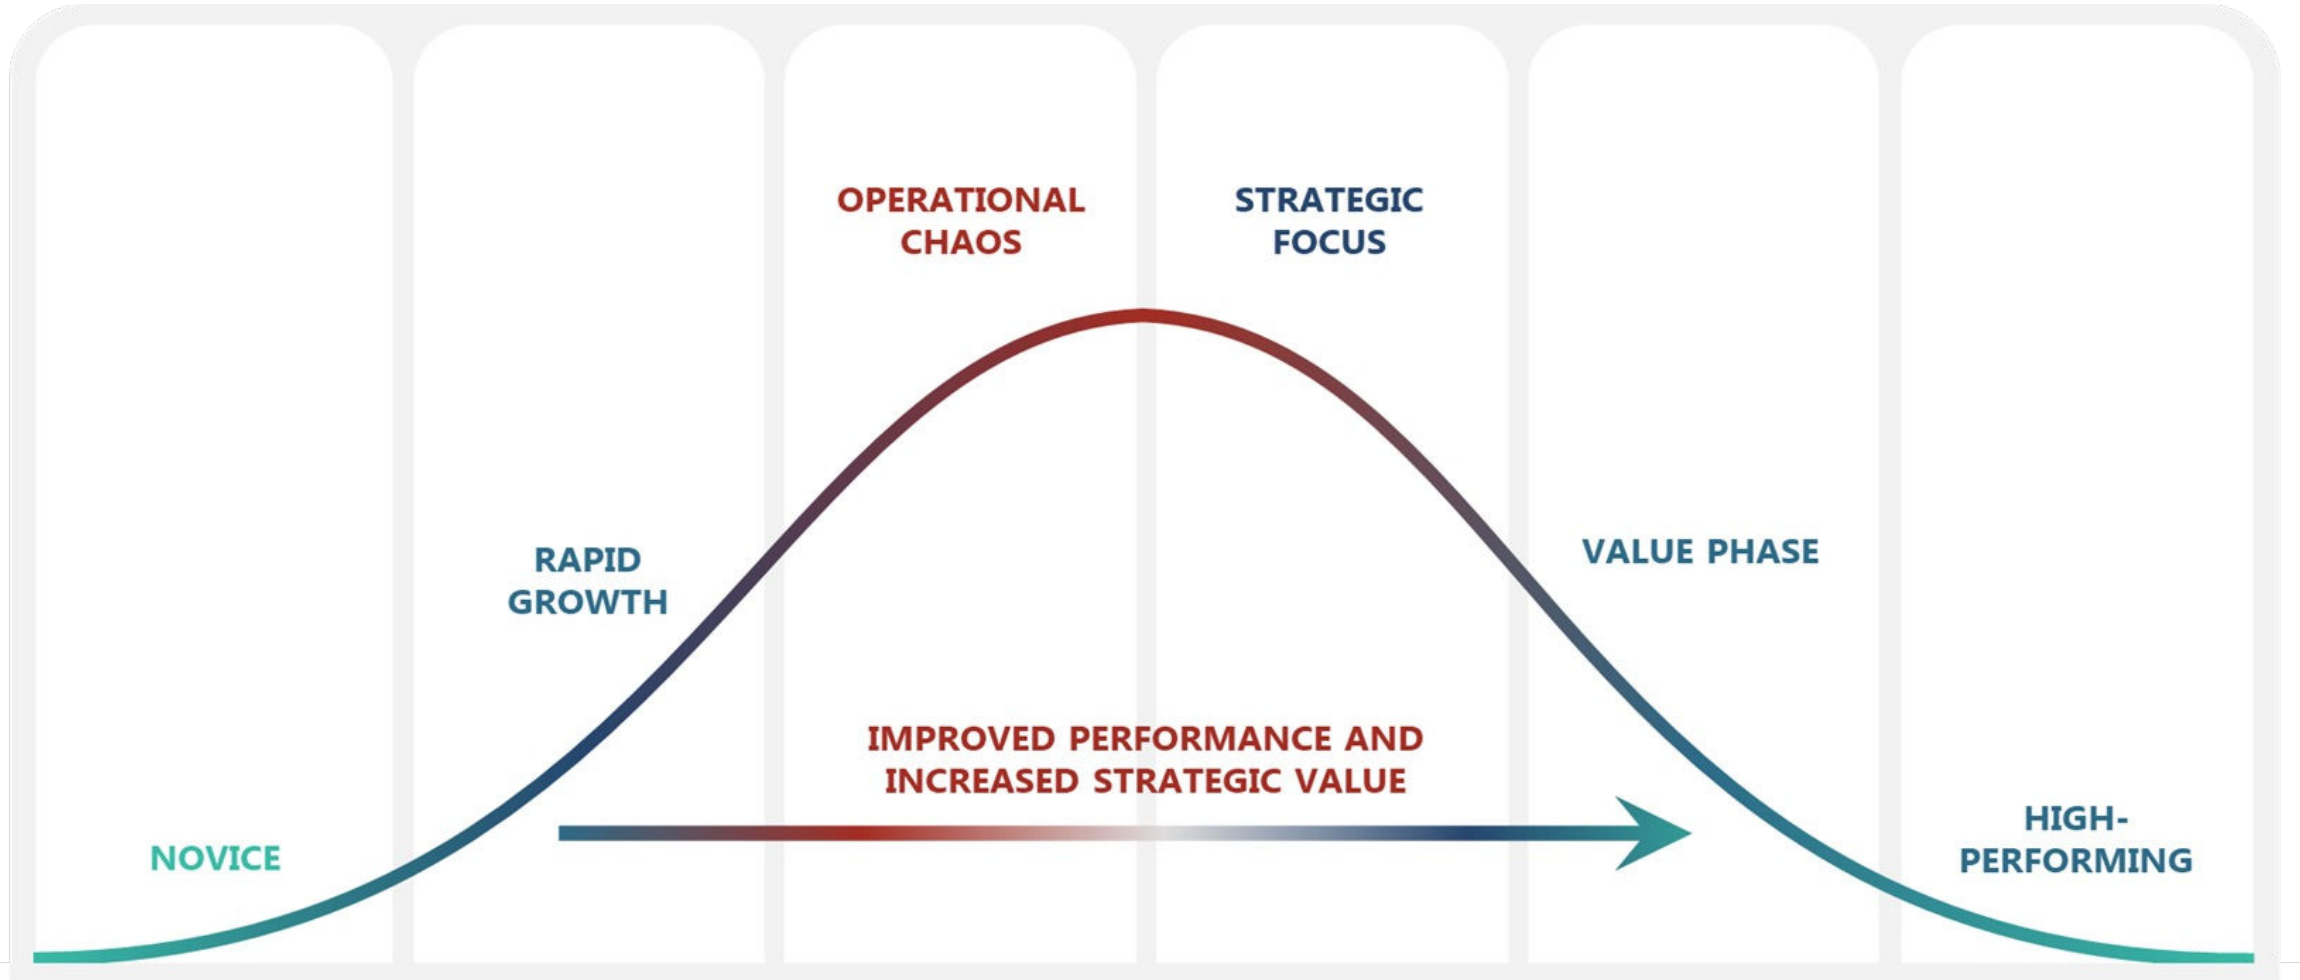 OPERATIONAL
CHAOS
STRATEGIC
FOCUS
RAPID
GROWTH
VALUE PHASE
IMPROVED PERFORMANCE AND
INCREASED STRATEGIC VALUE
NOVICE
HIGH-
PERFORMING